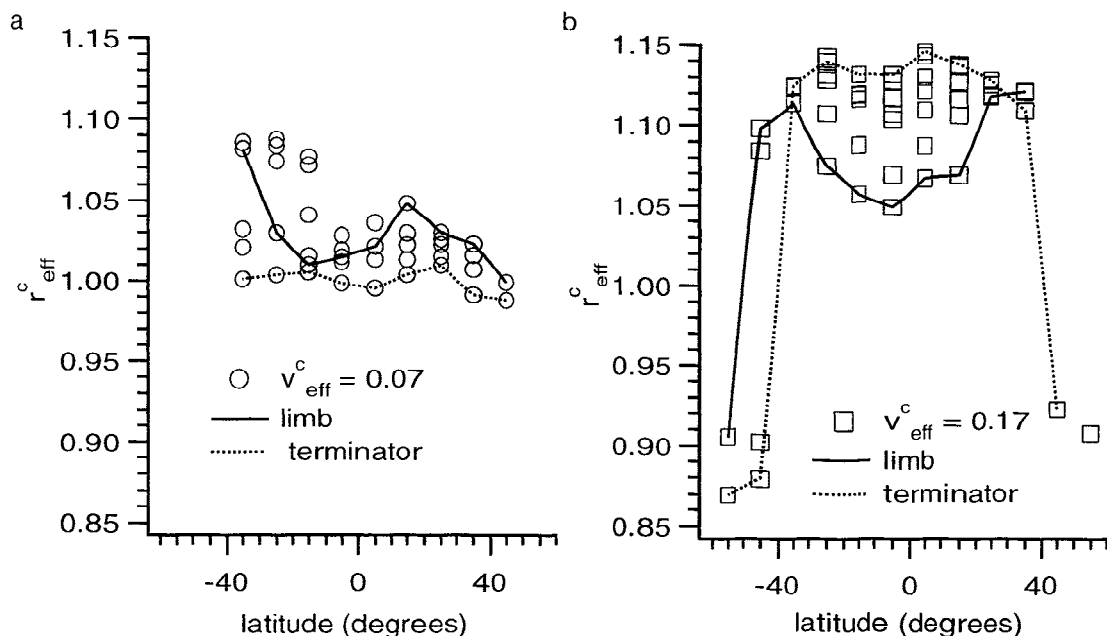 a
1.15
1.10
1.05
1.00
0.95
0.90
0.85
r^c_eff
v^c_eff = 0.07
limb
terminator
-40
0
40
latitude (degrees)
b
1.15
1.10
1.05
1.00
0.95
0.90
0.85
r^c_eff
v^c_eff = 0.17
limb
terminator
-40
0
40
latitude (degrees)